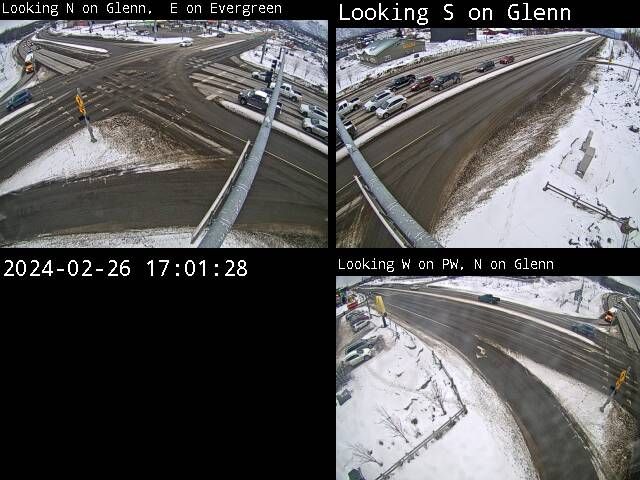 Looking N on Glenn,  E on Evergreen
Looking S on Glenn
2024-02-26 17:01:28
Looking W on PW, N on Glenn